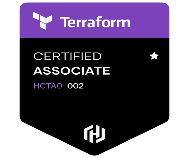 Terraform
CERTIFIED
ASSOCIATE
HCTA0-002